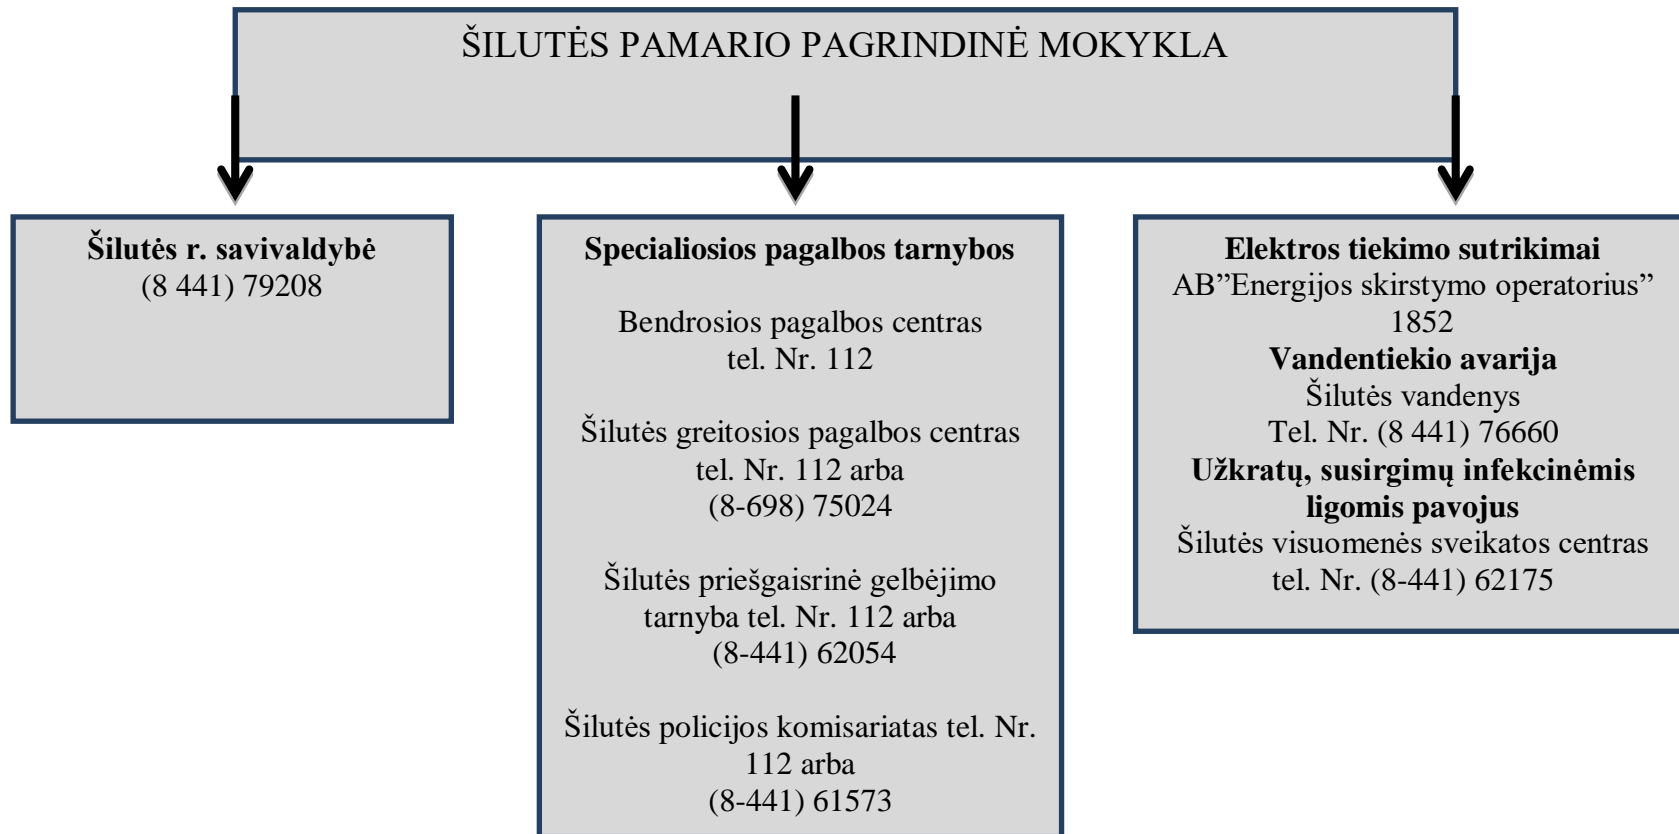 ŠILUTĖS PAMARIO PAGRINDINĖ MOKYKLA
Šilutės r. savivaldybė
(8 441) 79208
Specialiosios pagalbos tarnybos
Bendrosios pagalbos centras
tel. Nr. 112
Šilutės greitosios pagalbos centras
tel. Nr. 112 arba
(8-698) 75024
Šilutės priešgaisrinė gelbėjimo
tarnyba tel. Nr. 112 arba
(8-441) 62054
Šilutės policijos komisariatas tel. Nr.
112 arba
(8-441) 61573
Elektros tiekimo sutrikimai
AB”Energijos skirstymo operatorius”
1852
Vandentiekio avarija
Šilutės vandenys
Tel. Nr. (8 441) 76660
Užkratų, susirgimų infekcinėmis
ligomis pavojus
Šilutės visuomenės sveikatos centras
tel. Nr. (8-441) 62175